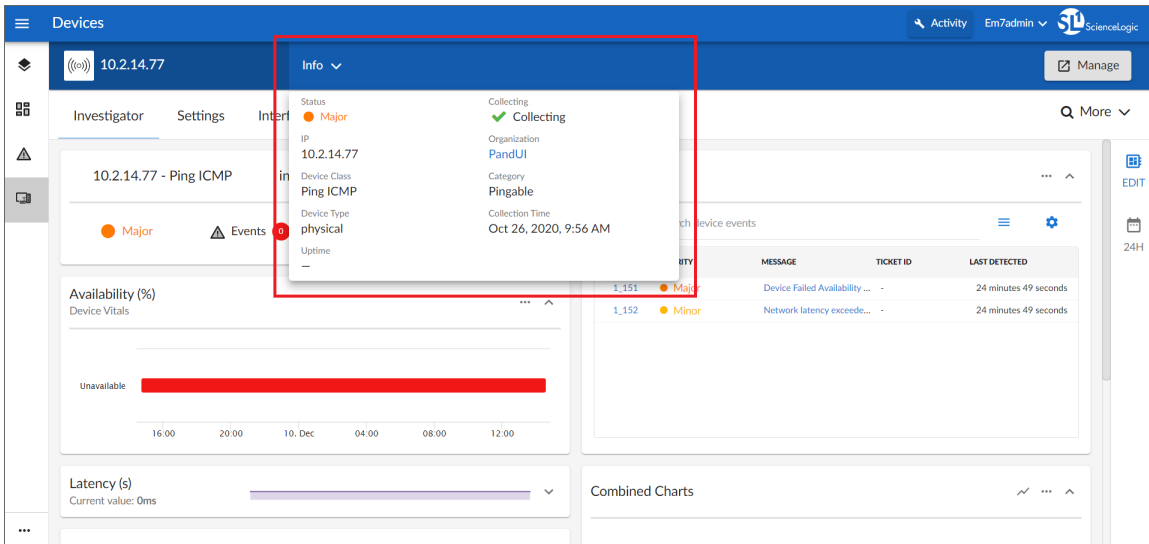 Devices
Activity
Em7admin
SL1 ScienceLogic
10.2.14.77
Info
Manage
Investigator
Settings
More
Status
Major
Collecting
Collecting
IP
10.2.14.77
Organization
PandUI
Device Class
Ping ICMP
Category
Pingable
Device Type
physical
Collection Time
Oct 26, 2020, 9:56 AM
Uptime
—
10.2.14.77 - Ping ICMP
Major
Events 0
EDIT
24H
device events
MESSAGE TICKET ID LAST DETECTED
1_151 Major Device Failed Availability ... - 24 minutes 49 seconds
1_152 Minor Network latency exceede... - 24 minutes 49 seconds
Availability (%)
Device Vitals
Unavailable
16:00 20:00 10. Dec 04:00 08:00 12:00
Latency (s)
Current value: 0ms
Combined Charts